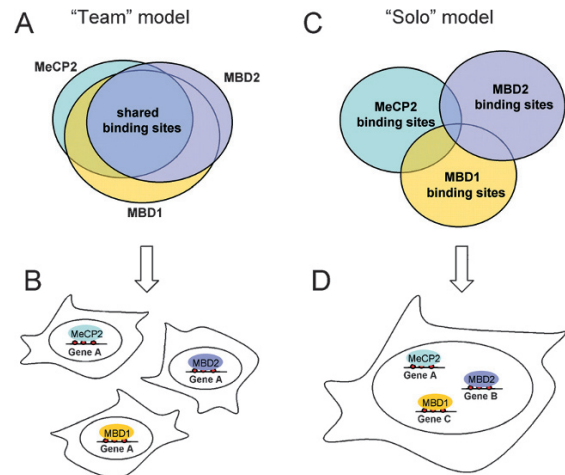 A
“Team” model
MeCP2
MBD2
shared
binding sites
MBD1
B
MeCP2
Gene A
MBD2
Gene A
MBD1
Gene A
C
“Solo” model
MBD2
binding sites
MeCP2
binding sites
MBD1
binding sites
D
MeCP2
Gene A
MBD2
Gene B
MBD1
Gene C